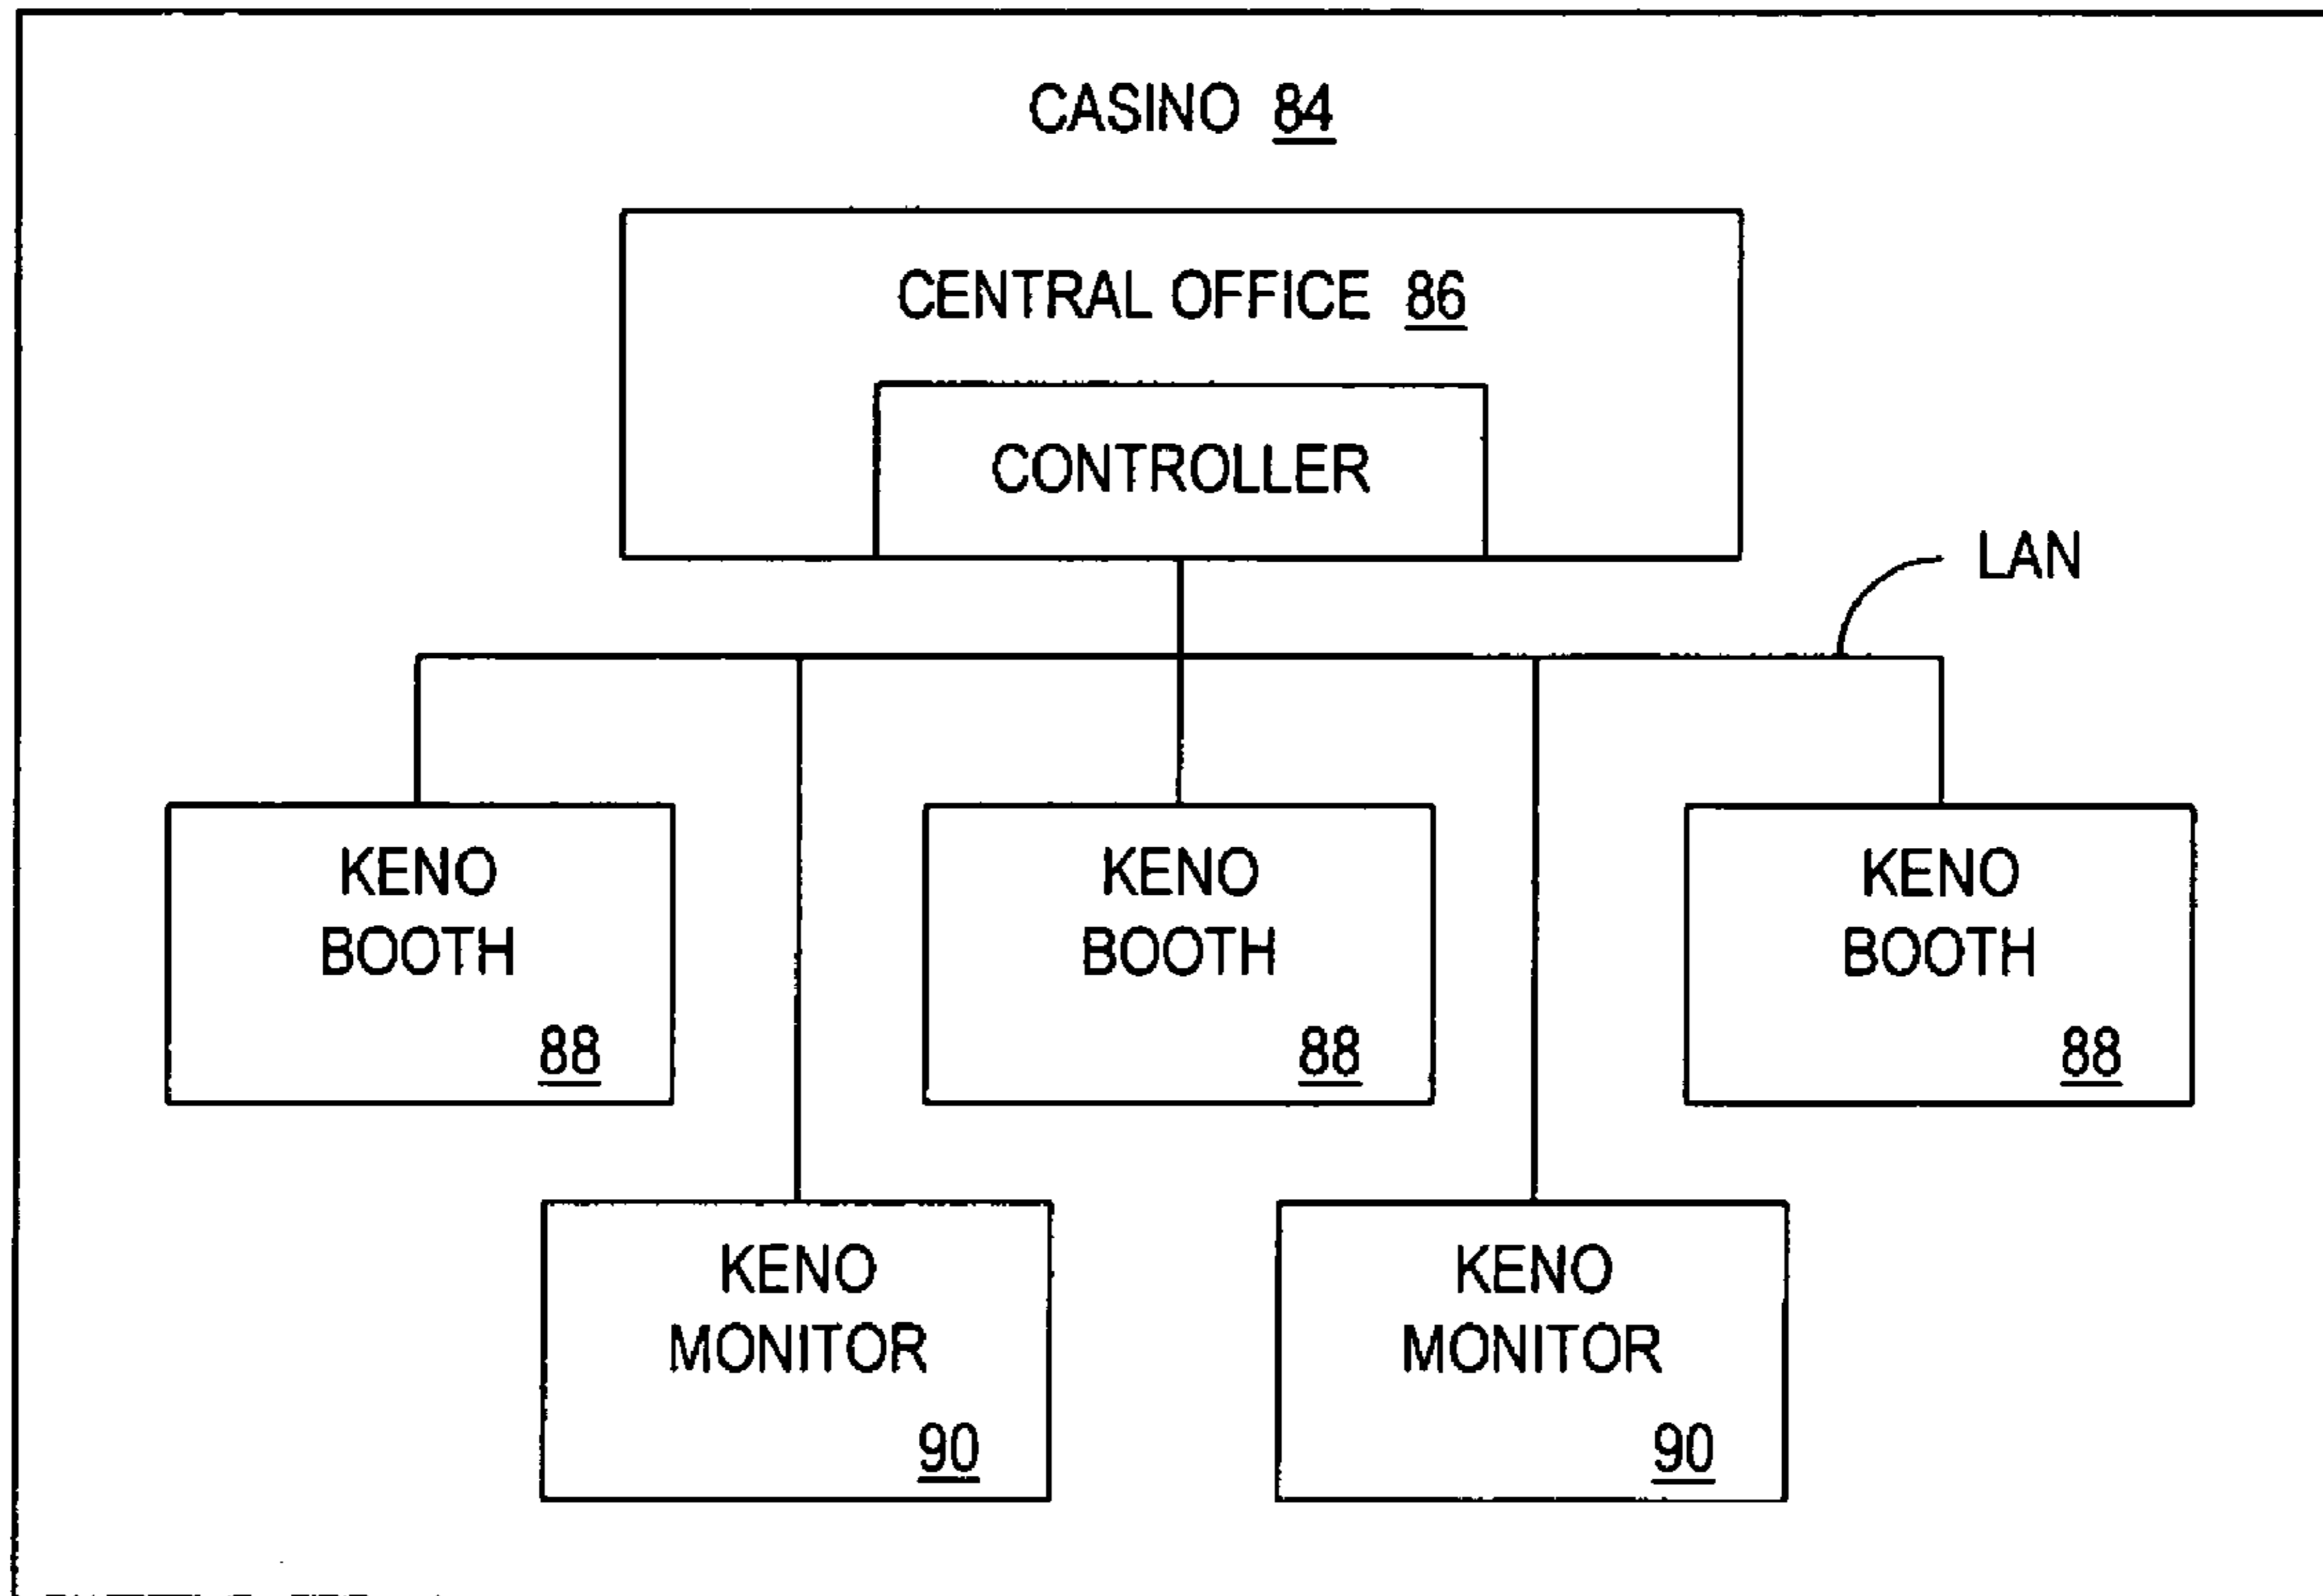 CASINO 84
CENTRAL OFFICE 86
CONTROLLER
LAN
KENO
BOOTH
88
KENO
BOOTH
88
KENO
BOOTH
88
KENO
MONITOR
90
KENO
MONITOR
90